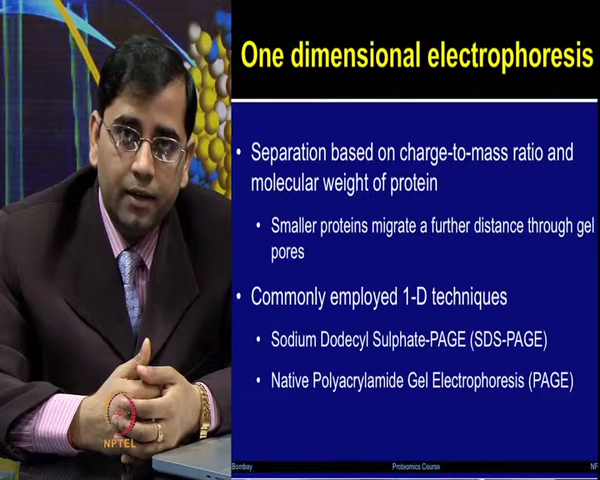 One dimensional electrophoresis
• Separation based on charge-to-mass ratio and
molecular weight of protein
• Smaller proteins migrate a further distance through gel
pores
• Commonly employed 1-D techniques
• Sodium Dodecyl Sulphate-PAGE (SDS-PAGE)
• Native Polyacrylamide Gel Electrophoresis (PAGE)
NPTEL
Bombay Proteomics Course NF